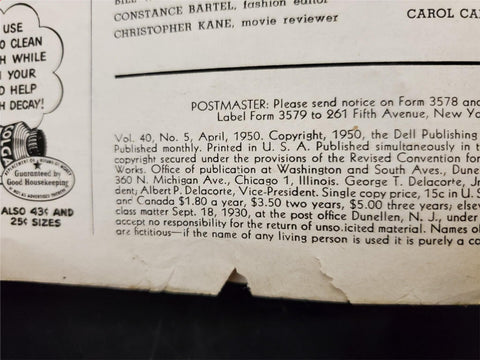 USE
O CLEAN
H WHILE
YOUR
D HELP
H DECAY!
Guaranteed by
Good Housekeeping
ALSO 43¢ AND
25¢ SIZES
CONSTANCE BARTEL, fashion editor
CHRISTOPHER KANE, movie reviewer
CAROL CA
POSTMASTER: Please send notice on Form 3578 and
Label Form 3579 to 261 Fifth Avenue, New Yo
Vol. 40, No. 5, April, 1950. Copyright, 1950, the Dell Publishing
Published monthly. Printed in U. S. A. Published simultaneously in t
copyright secured under the provisions of the Revised Convention for
Works. Office of publication at Washington and South Aves., Dune
360 N. Michigan Ave., Chicago 1, Illinois. George T. Delacorte, Jr
dent; Albert P. Delacorte, Vice-President. Single copy price, 15c in U. S
and Canada $1.80 a year, $3.50 two years, $5.00 three years; else
class matter Sept. 18, 1930, at the post office Dunellen, N. J., under
accept no responsibility for the return of unso.icited material. Names o
are fictitious—if the name of any living person is used it is purely a co